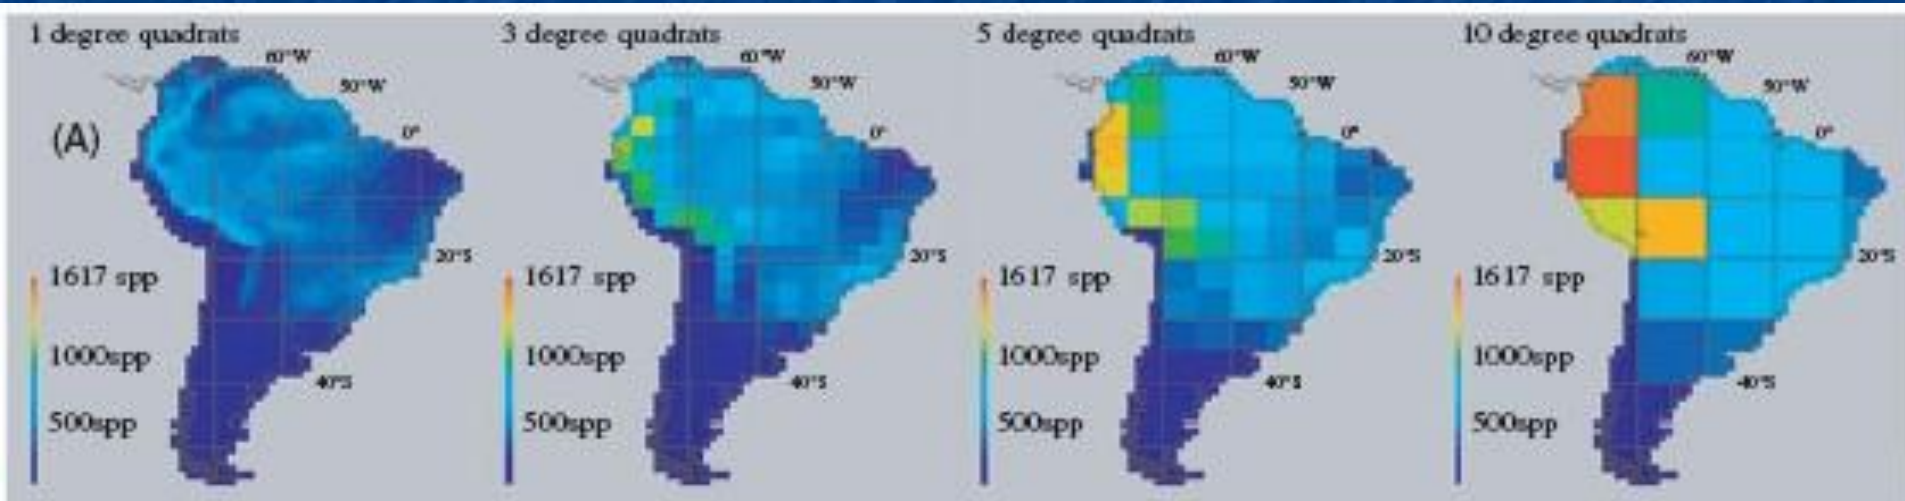 1 degree quadrats
60°W
50°W
0°
(A)
20°S
1617 spp
1000spp
40°S
500spp
3 degree quadrats
60°W
50°W
0°
20°S
1617 spp
1000spp
40°S
500spp
5 degree quadrats
60°W
50°W
0°
20°S
1617 spp
1000spp
40°S
500spp
10 degree quadrats
60°W
50°W
0°
20°S
1617 spp
1000spp
40°S
500spp